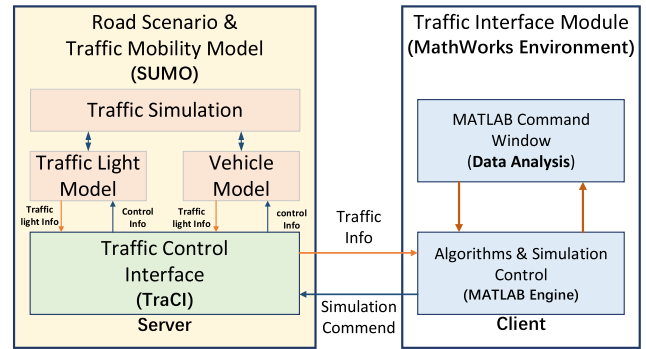 Road Scenario &
Traffic Mobility Model
(SUMO)
Traffic Simulation
Traffic Light
Model
Vehicle
Model
Traffic
light Info
Control
Info
Traffic
light Info
control
Info
Traffic Control
Interface
(TraCI)
Server
Traffic
Info
Simulation
Commend
Traffic Interface Module
(MathWorks Environment)
MATLAB Command
Window
(Data Analysis)
Algorithms & Simulation
Control
(MATLAB Engine)
Client